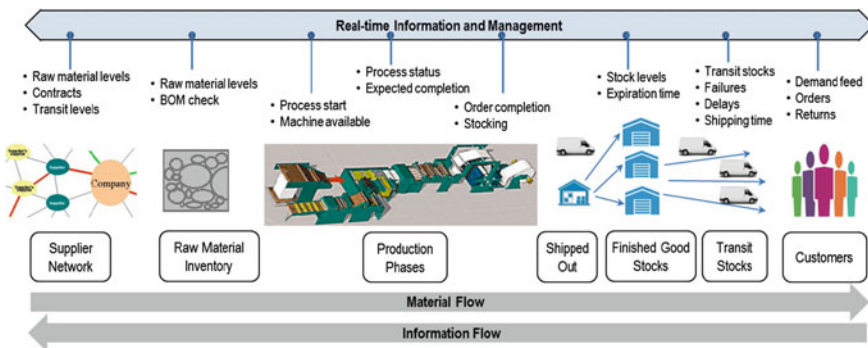 Real-time Information and Management
• Raw material levels
• Contracts
• Transit levels
• Raw material levels
• BOM check
• Process start
• Machine available
• Process status
• Expected completion
• Order completion
• Stocking
• Stock levels
• Expiration time
• Transit stocks
• Failures
• Delays
• Shipping time
• Demand feed
• Orders
• Returns
Company
Supplier
Network
Raw Material
Inventory
Production
Phases
Shipped
Out
Finished Good
Stocks
Transit
Stocks
Customers
Material Flow
Information Flow